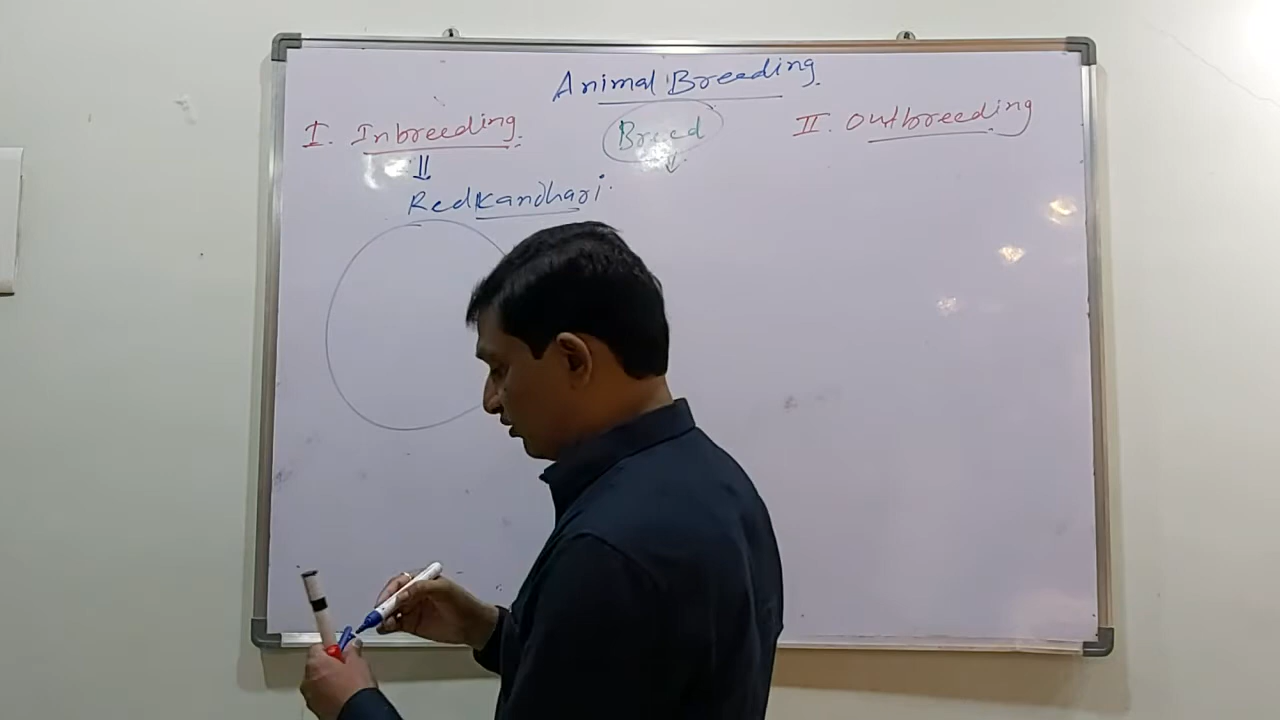 Animal Breeding.
I. Inbreeding.
Breed
II. Outbreeding
Redkandhari.